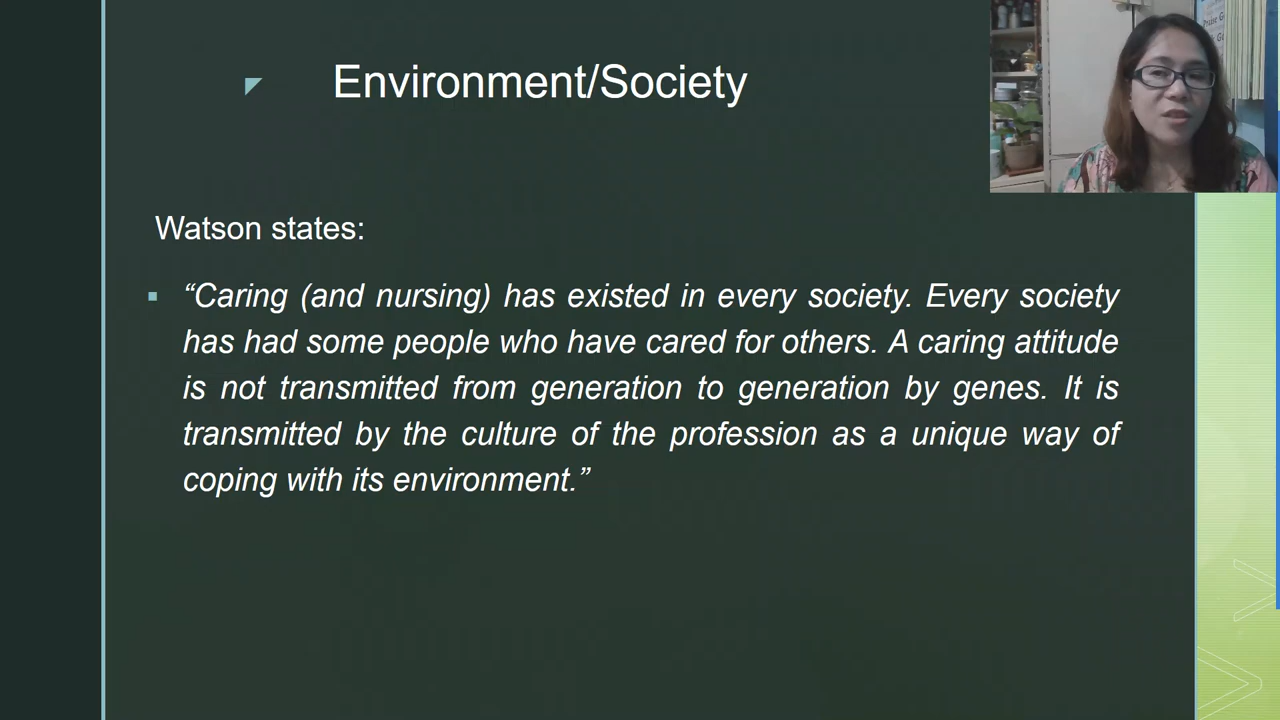 Environment/Society
Watson states:
“Caring (and nursing) has existed in every society. Every society
has had some people who have cared for others. A caring attitude
is not transmitted from generation to generation by genes. It is
transmitted by the culture of the profession as a unique way of
coping with its environment.”